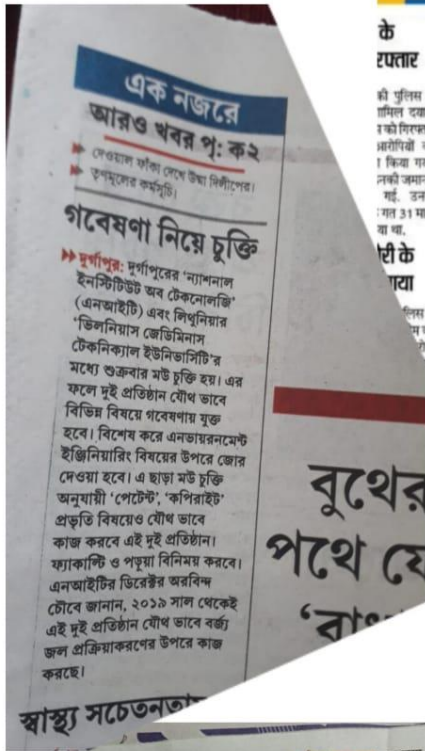 এক নজরে
আরও খবর পৃ: ক২
দেওয়াল ফাঁকা দেখে উষ্মা দিলীপের।
তৃণমূলের কর্মসূচি।
গবেষণা নিয়ে চুক্তি
দুর্গাপুর: দুর্গাপুরের ‘ন্যাশনাল
ইনস্টিটিউট অব টেকনোলজি’
(এনআইটি) এবং লিথুনিয়ার
‘ভিলনিয়াস জেডিমিনাস
টেকনিক্যাল ইউনিভার্সিটি’র
মধ্যে শুক্রবার মউ চুক্তি হয়। এর
ফলে দুই প্রতিষ্ঠান যৌথ ভাবে
বিভিন্ন বিষয়ে গবেষণায় যুক্ত
হবে। বিশেষ করে এনভায়রনমেন্ট
ইঞ্জিনিয়ারিং বিষয়ের উপরে জোর
দেওয়া হবে। এ ছাড়া মউ চুক্তি
অনুযায়ী ‘পেটেন্ট’, ‘কপিরাইট’
প্রভৃতি বিষয়েও যৌথ ভাবে
কাজ করবে এই দুই প্রতিষ্ঠান।
ফ্যাকাল্টি ও পড়ুয়া বিনিময় করবে।
এনআইটির ডিরেক্টর অরবিন্দ
চৌবে জানান, ২০১৯ সাল থেকেই
এই দুই প্রতিষ্ঠান যৌথ ভাবে বর্জ্য
জল প্রক্রিয়াকরণের উপরে কাজ
করছে।
স্বাস্থ্য সচেতনতা
বুথের
পথে
के
की पुलिस
गई. उन
गत 31 मा
या था.
के